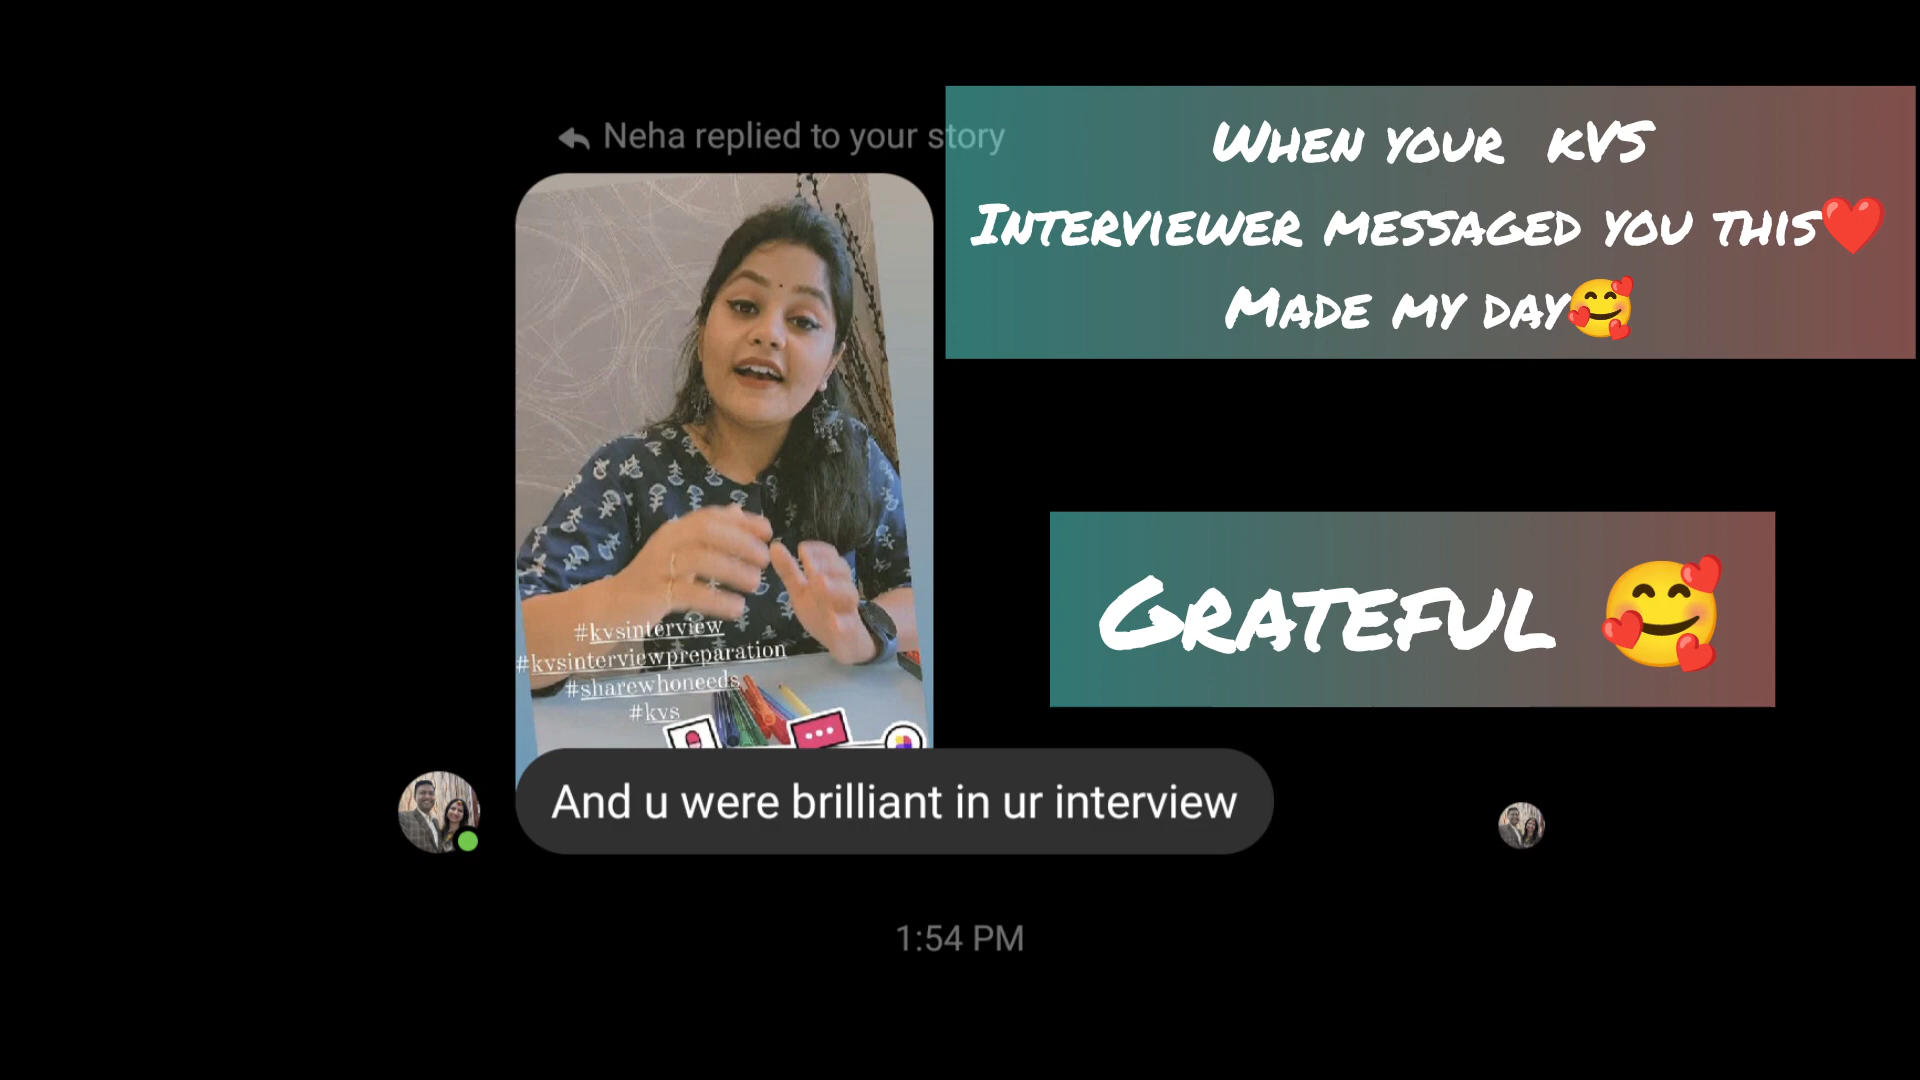 Neha replied to your story
WHEN YOUR KVS
INTERVIEWER MESSAGED YOU THIS❤️
MADE MY DAY🥰
GRATEFUL 🥰
#kvsinterview
#kvsinterviewpreparation
#sharewhoneeds
#kvs
And u were brilliant in ur interview
1:54 PM